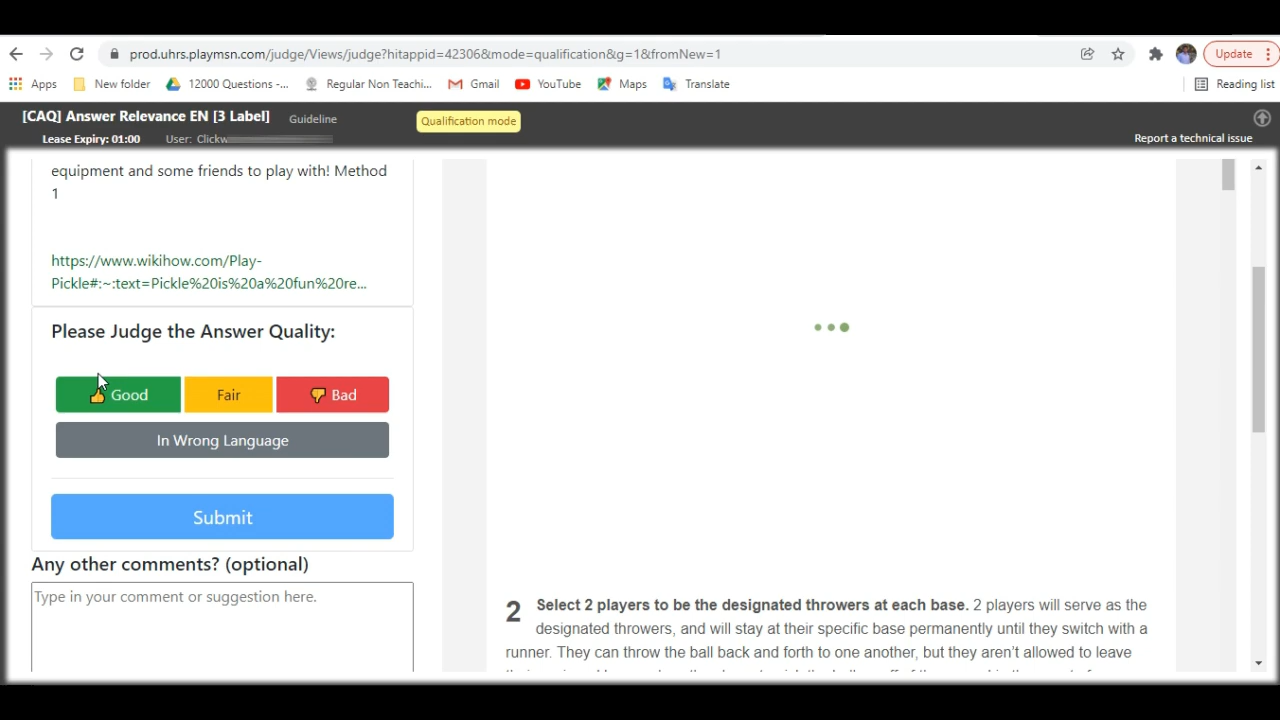 prod.uhrs.playmsn.com/judge/Views/judge?hitappid=42306&mode=qualification&g=1&fromNew=1
Update
Apps
New folder
12000 Questions -...
Regular Non Teachi...
Gmail
YouTube
Maps
Translate
Reading list
[CAQ] Answer Relevance EN [3 Label]
Guideline
Qualification mode
Lease Expiry: 01:00
User: Clickw
Report a technical issue
equipment and some friends to play with! Method
1
https://www.wikihow.com/Play-
Pickle#:~:text=Pickle%20is%20a%20fun%20re...
Please Judge the Answer Quality:
Good
Fair
Bad
In Wrong Language
Submit
Any other comments? (optional)
Type in your comment or suggestion here.
2 Select 2 players to be the designated throwers at each base. 2 players will serve as the
designated throwers, and will stay at their specific base permanently until they switch with a
runner. They can throw the ball back and forth to one another, but they aren't allowed to leave